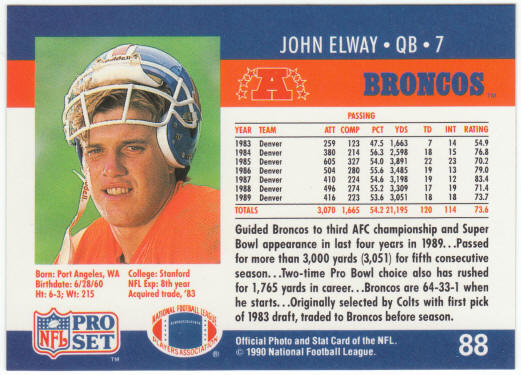 JOHN ELWAY • QB • 7
A
BRONCOS TM
PASSING
YEAR TEAM ATT COMP PCT YDS TD INT RATING
1983 Denver 259 123 47.5 1,663 7 14 54.9
1984 Denver 380 214 56.3 2,598 18 15 76.8
1985 Denver 605 327 54.0 3,891 22 23 70.2
1986 Denver 504 280 55.6 3,485 19 13 79.0
1987 Denver 410 224 54.6 3,198 19 12 83.4
1988 Denver 496 274 55.2 3,309 17 19 71.4
1989 Denver 416 223 53.6 3,051 18 18 73.7
TOTALS 3,070 1,665 54.2 21,195 120 114 73.6
Guided Broncos to third AFC championship and Super
Bowl appearance in last four years in 1989...Passed
for more than 3,000 yards (3,051) for fifth consecutive
season...Two-time Pro Bowl choice also has rushed
for 1,765 yards in career...Broncos are 64-33-1 when
he starts...Originally selected by Colts with first pick
of 1983 draft, traded to Broncos before season.
Born: Port Angeles, WA
Birthdate: 6/28/60
Ht: 6-3; Wt: 215
College: Stanford
NFL Exp: 8th year
Acquired trade, '83
NFL
PRO
SET
TM
NATIONAL FOOTBALL LEAGUE
PLAYERS ASSOCIATION
®
Official Photo and Stat Card of the NFL.
© 1990 National Football League.
88